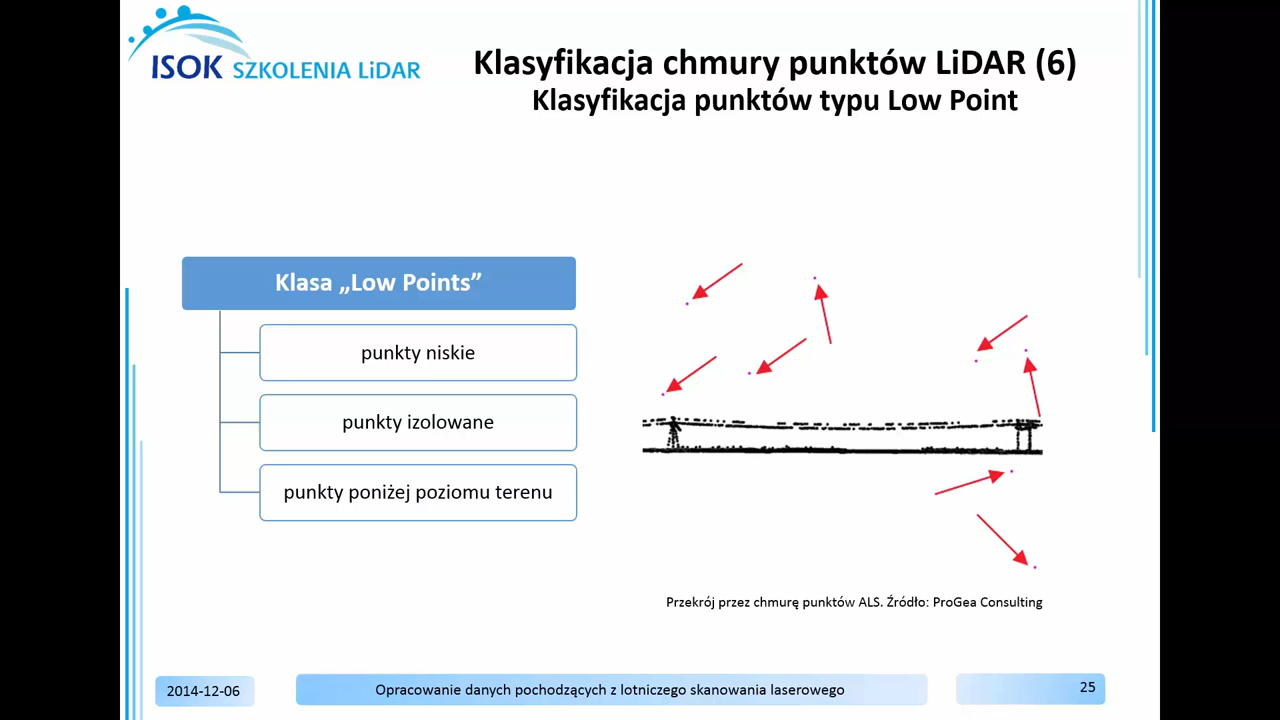 ISOK SZKOLENIA LiDAR
Klasyfikacja chmury punktów LiDAR (6)
Klasyfikacja punktów typu Low Point
Klasa „Low Points”
punkty niskie
punkty izolowane
punkty poniżej poziomu terenu
Przekrój przez chmurę punktów ALS. Źródło: ProGea Consulting
2014-12-06
Opracowanie danych pochodzących z lotniczego skanowania laserowego
25